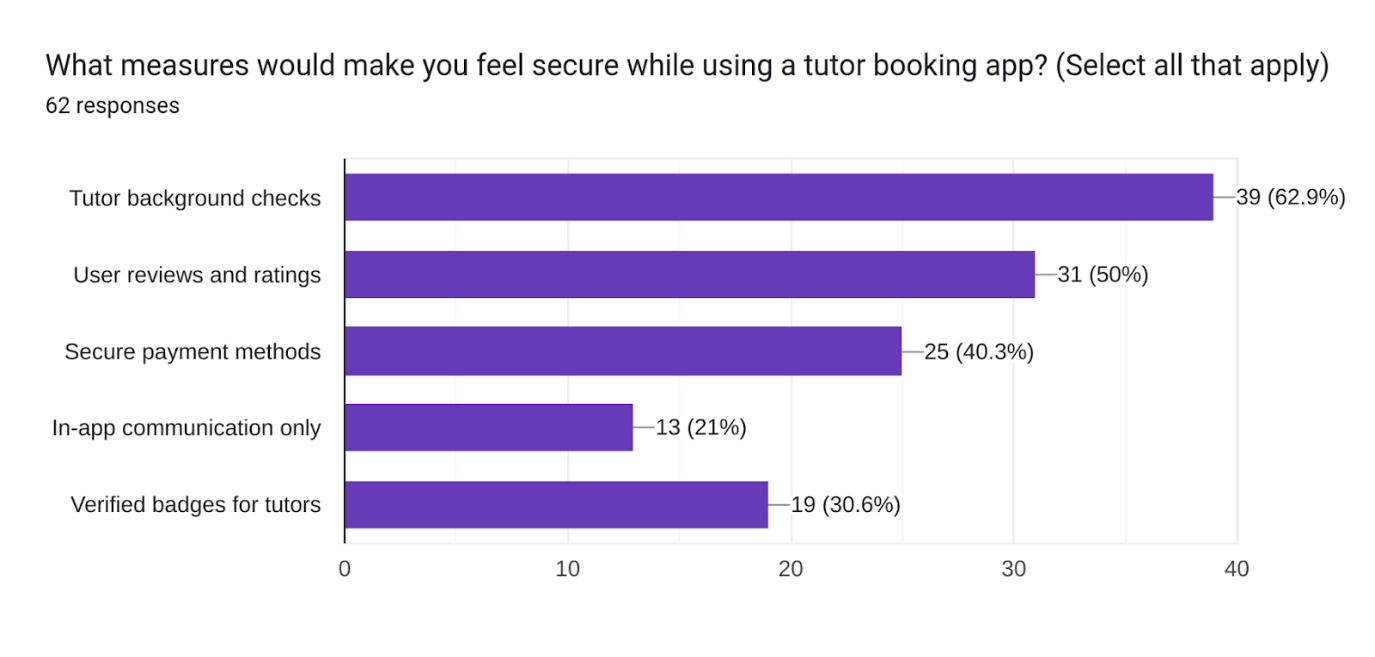 What measures would make you feel secure while using a tutor booking app? (Select all that apply)
62 responses
Tutor background checks
39 (62.9%)
User reviews and ratings
31 (50%)
Secure payment methods
25 (40.3%)
In-app communication only
13 (21%)
Verified badges for tutors
19 (30.6%)
0 10 20 30 40